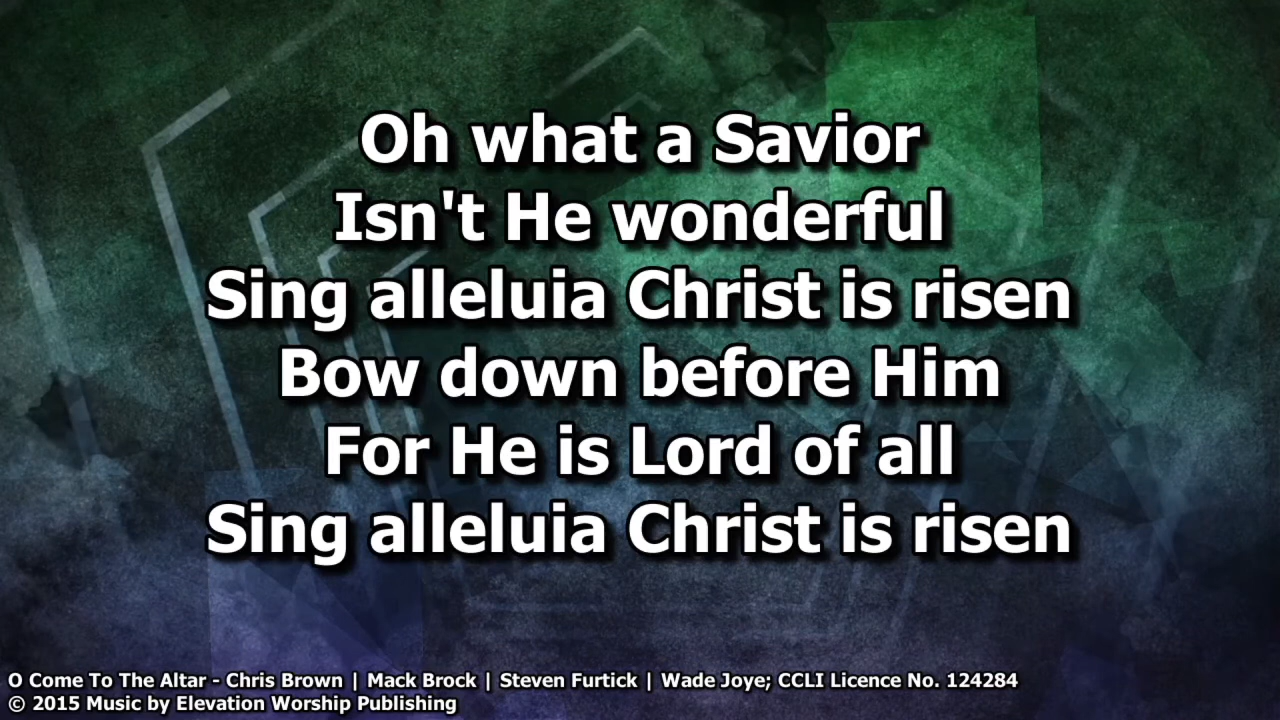 Oh what a Savior
Isn't He wonderful
Sing alleluia Christ is risen
Bow down before Him
For He is Lord of all
Sing alleluia Christ is risen
O Come To The Altar - Chris Brown | Mack Brock | Steven Furtick | Wade Joye; CCLI Licence No. 124284
© 2015 Music by Elevation Worship Publishing